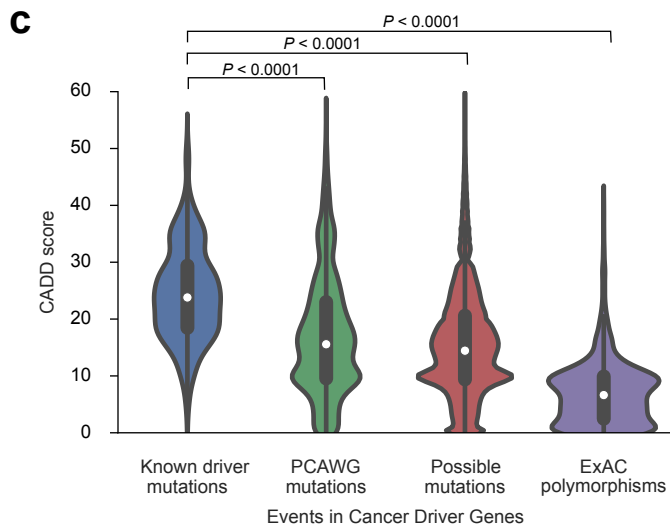 c
P < 0.0001
P < 0.0001
P < 0.0001
60
50
40
30
20
10
0
CADD score
Known driver
mutations
PCAWG
mutations
Possible
mutations
ExAC
polymorphisms
Events in Cancer Driver Genes